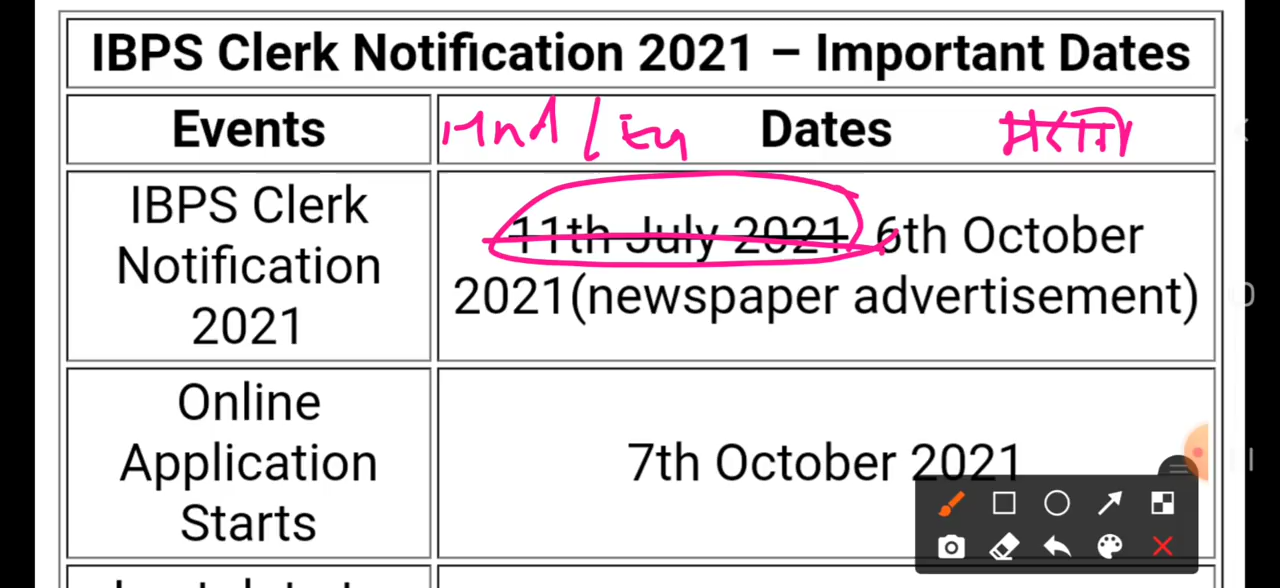 IBPS Clerk Notification 2021 – Important Dates
Events
Dates
IBPS Clerk
Notification
2021
11th July 2021 6th October
2021(newspaper advertisement)
Online
Application
Starts
7th October 2021